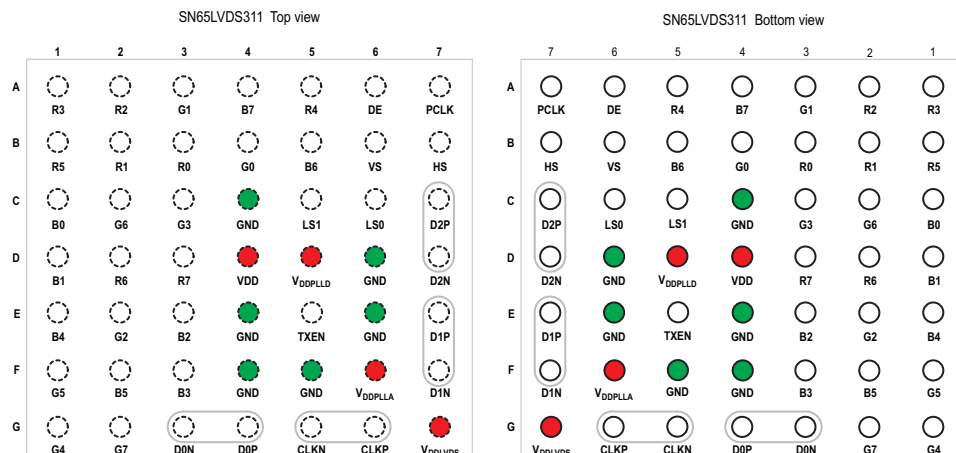 SN65LVDS311 Top view
1 2 3 4 5 6 7
A
R3 R2 G1 B7 R4 DE PCLK
B
R5 R1 R0 G0 B6 VS HS
C
B0 G6 G3 GND LS1 LS0 D2P
D
B1 R6 R7 VDD VDDPLLD GND D2N
E
B4 G2 B2 GND TXEN GND D1P
F
G5 B5 B3 GND GND VDDPLLA D1N
G
G4 G7 D0N D0P CLKN CLKP VDDLVDS
SN65LVDS311 Bottom view
7 6 5 4 3 2 1
A
PCLK DE R4 B7 G1 R2 R3
B
HS VS B6 G0 R0 R1 R5
C
D2P LS0 LS1 GND G3 G6 B0
D
D2N GND VDDPLLD VDD R7 R6 B1
E
D1P GND TXEN GND B2 G2 B4
F
D1N VDDPLLA GND GND B3 B5 G5
G
VDDLVDS CLKP CLKN D0P D0N G7 G4